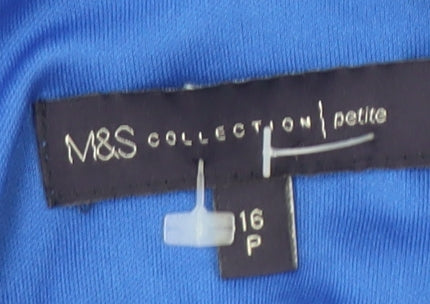 M&S COLLECTION | petite
16
P